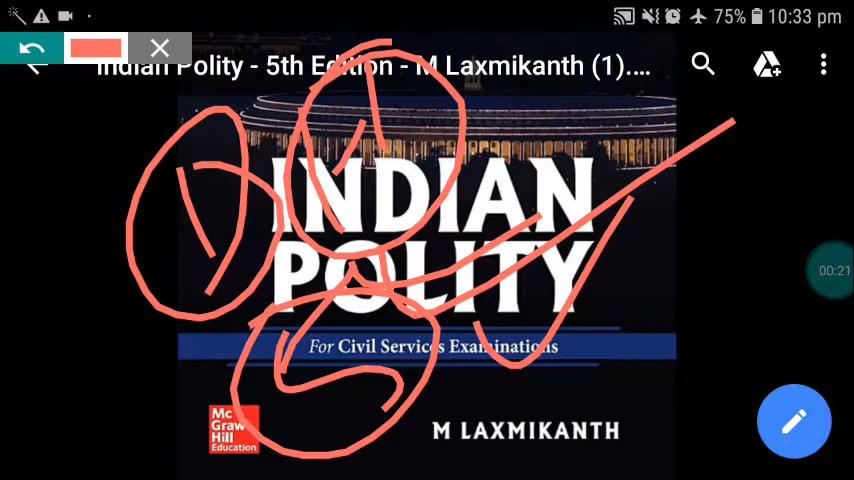 75% 10:33 pm
Indian Polity - 5th Edition - M Laxmikanth (1)....
INDIAN
POLITY
00:21
For Civil Services Examinations
Mc
Graw
Hill
Education
M LAXMIKANTH